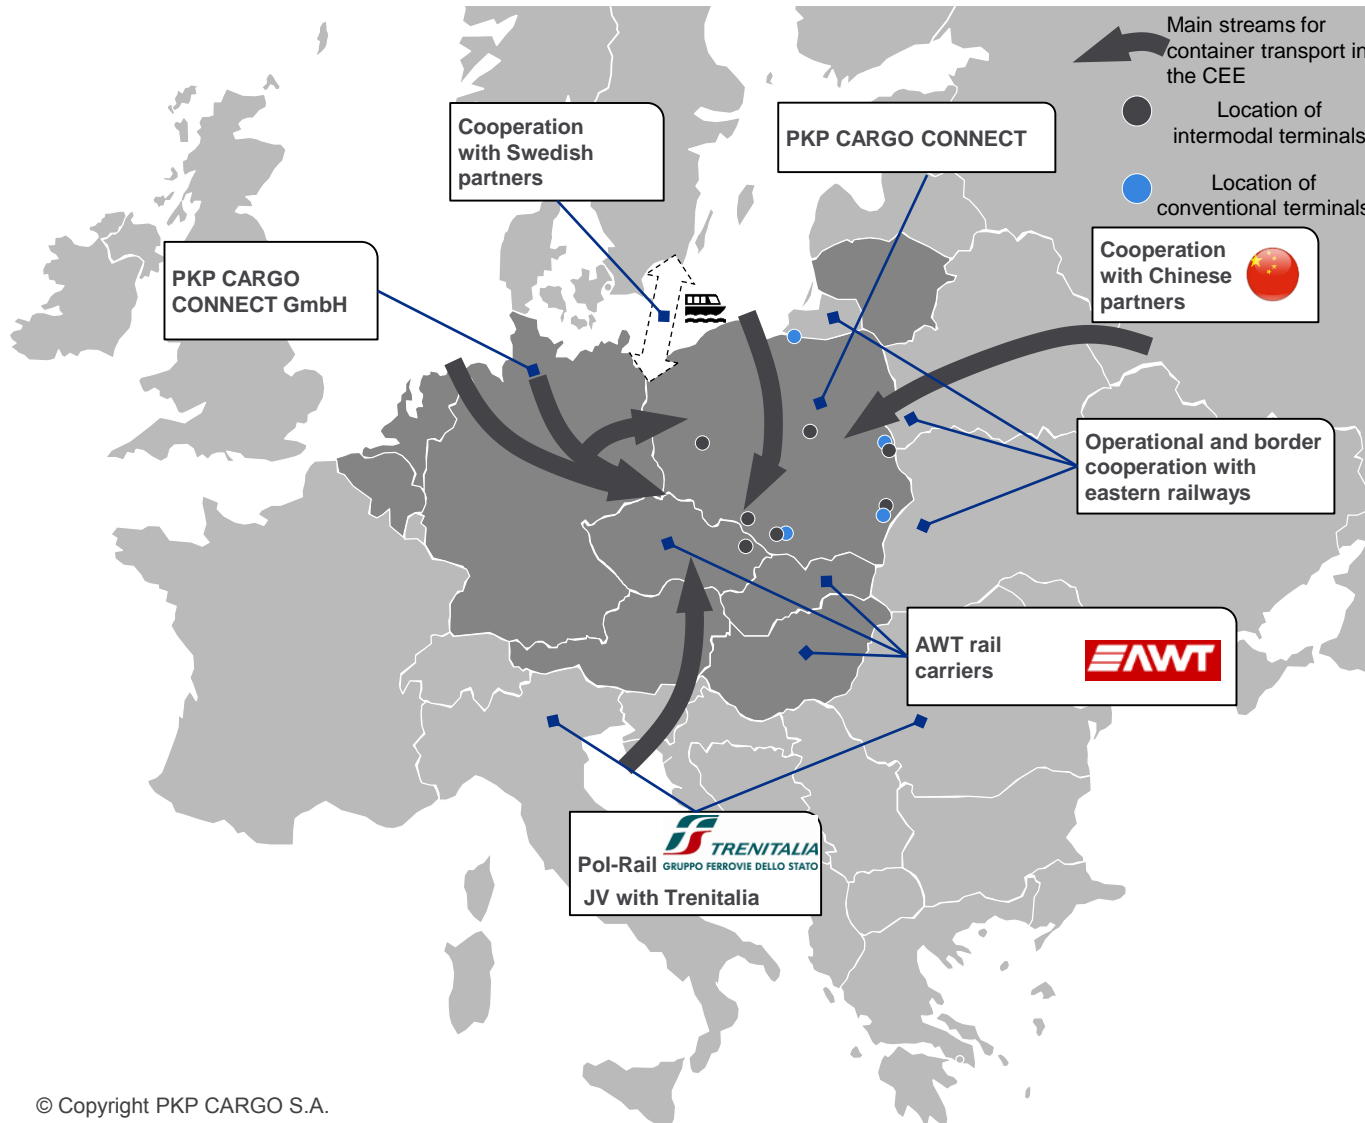 Main streams for
container transport in
the CEE
Location of
intermodal terminals
Location of
conventional terminals
Cooperation
with Swedish
partners
PKP CARGO CONNECT
PKP CARGO
CONNECT GmbH
Cooperation
with Chinese
partners
Operational and border
cooperation with
eastern railways
AWT rail
carriers
AWT
Pol-Rail
TRENITALIA
GRUPPO FERROVIE DELLO STATO
JV with Trenitalia
© Copyright PKP CARGO S.A.